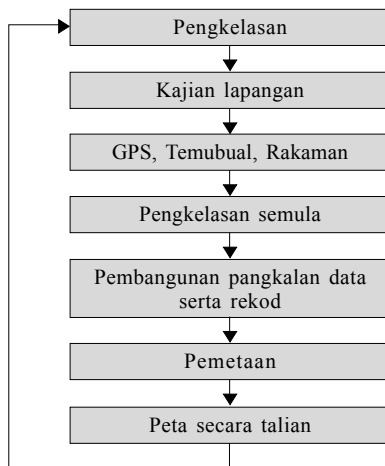 Pengkelasan
Kajian lapangan
GPS, Temubual, Rakaman
Pengkelasan semula
Pembangunan pangkalan data
serta rekod
Pemetaan
Peta secara talian